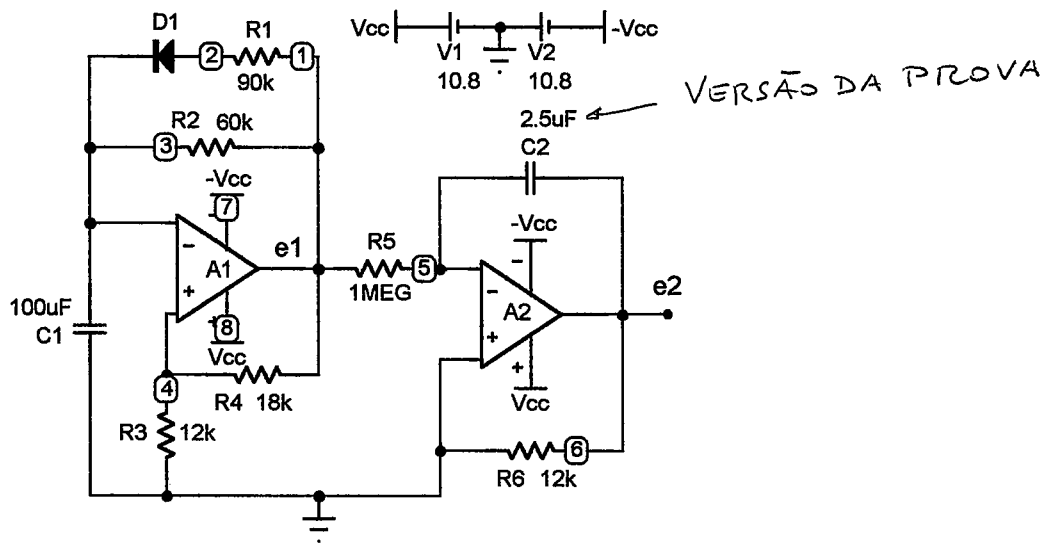 D1
R1
2
1
90k
Vcc
-Vcc
V1
V2
10.8
10.8
VERSÃO DA PROVA
2.5uF
C2
R2 60k
3
-Vcc
7
-
A1
+
e1
8
Vcc
100uF
C1
4
R4 18k
R3 12k
R5
5
1MEG
-Vcc
-
-
A2
+
+
Vcc
e2
6
R6 12k